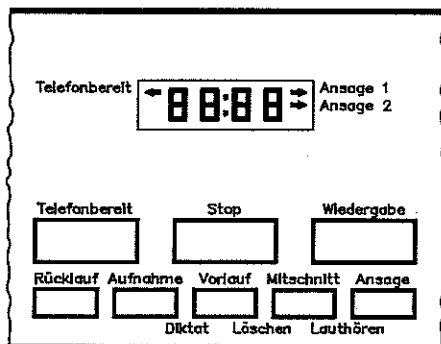 Telefonbereit 88:88 Ansage 1
Ansage 2
Telefonbereit Stop Wiedergabe
Rücklauf Aufnahme Vorlauf Mitschnitt Ansage
Diktat Löschen Lauthören